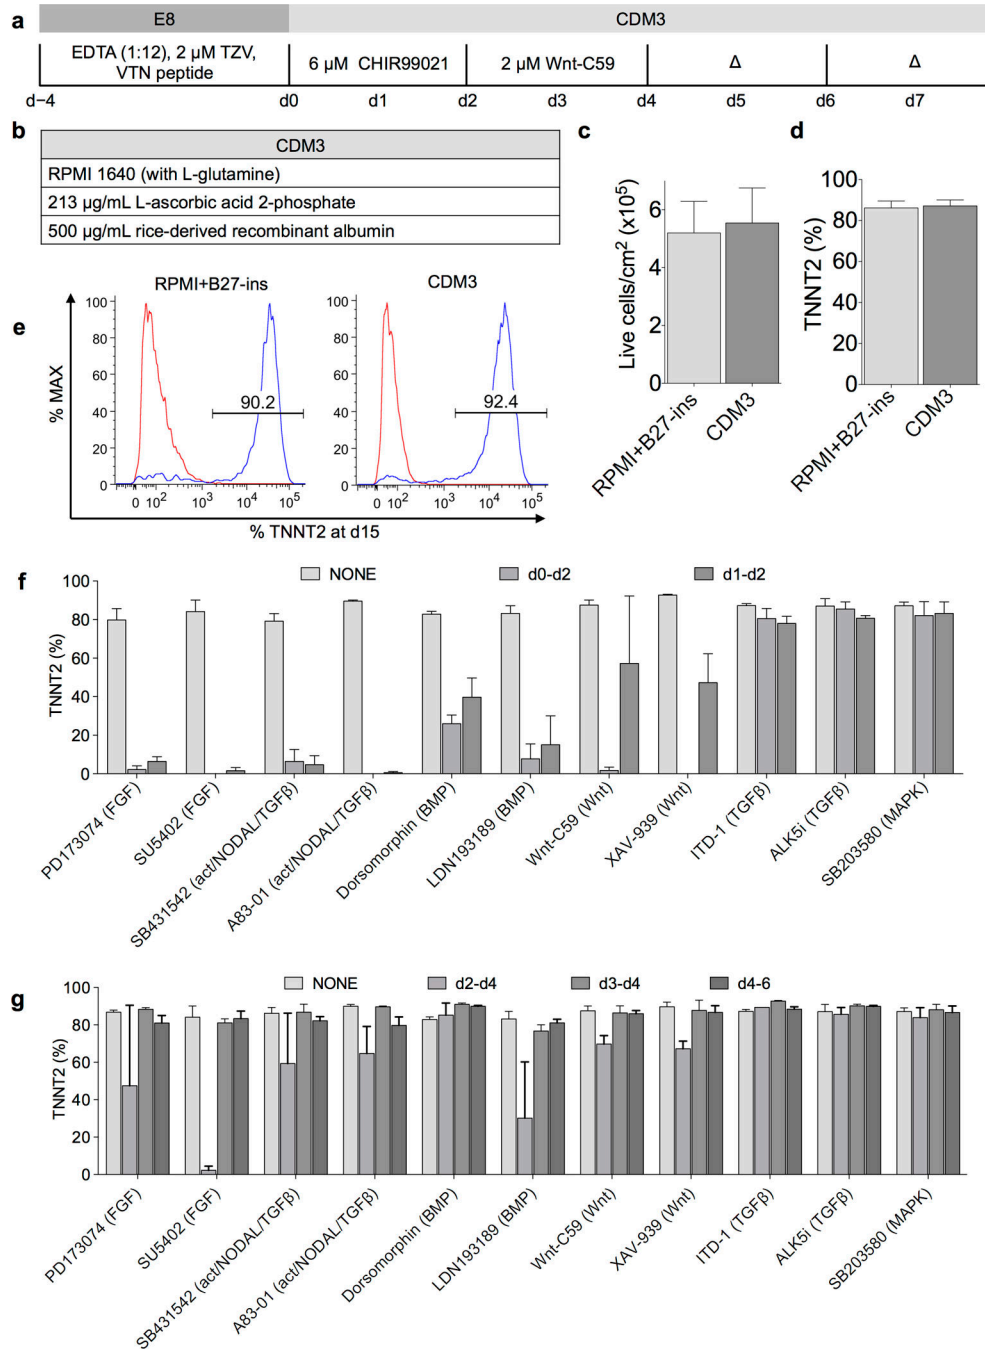 a
E8
CDM3
EDTA (1:12), 2 µM TZV,
VTN peptide
6 µM CHIR99021
2 µM Wnt-C59
Δ
Δ
d–4
d0
d1
d2
d3
d4
d5
d6
d7
b
CDM3
RPMI 1640 (with L-glutamine)
213 µg/mL L-ascorbic acid 2-phosphate
500 µg/mL rice-derived recombinant albumin
c
Live cells/cm² (x10⁵)
6
4
2
0
RPMI+B27-ins
CDM3
d
TNNT2 (%)
100
80
60
40
20
0
RPMI+B27-ins
CDM3
e
RPMI+B27-ins
CDM3
% MAX
100
80
60
40
20
0
90.2
0 10² 10³ 10⁴ 10⁵
100
80
60
40
20
0
92.4
0 10² 10³ 10⁴ 10⁵
% TNNT2 at d15
f
NONE
d0-d2
d1-d2
TNNT2 (%)
100
80
60
40
20
0
PD173074 (FGF)
SU5402 (FGF)
SB431542 (act/NODAL/TGFβ)
A83-01 (act/NODAL/TGFβ)
Dorsomorphin (BMP)
LDN193189 (BMP)
Wnt-C59 (Wnt)
XAV-939 (Wnt)
ITD-1 (TGFβ)
ALK5i (TGFβ)
SB203580 (MAPK)
g
NONE
d2-d4
d3-d4
d4-6
TNNT2 (%)
100
80
60
40
20
0
PD173074 (FGF)
SU5402 (FGF)
SB431542 (act/NODAL/TGFβ)
A83-01 (act/NODAL/TGFβ)
Dorsomorphin (BMP)
LDN193189 (BMP)
Wnt-C59 (Wnt)
XAV-939 (Wnt)
ITD-1 (TGFβ)
ALK5i (TGFβ)
SB203580 (MAPK)